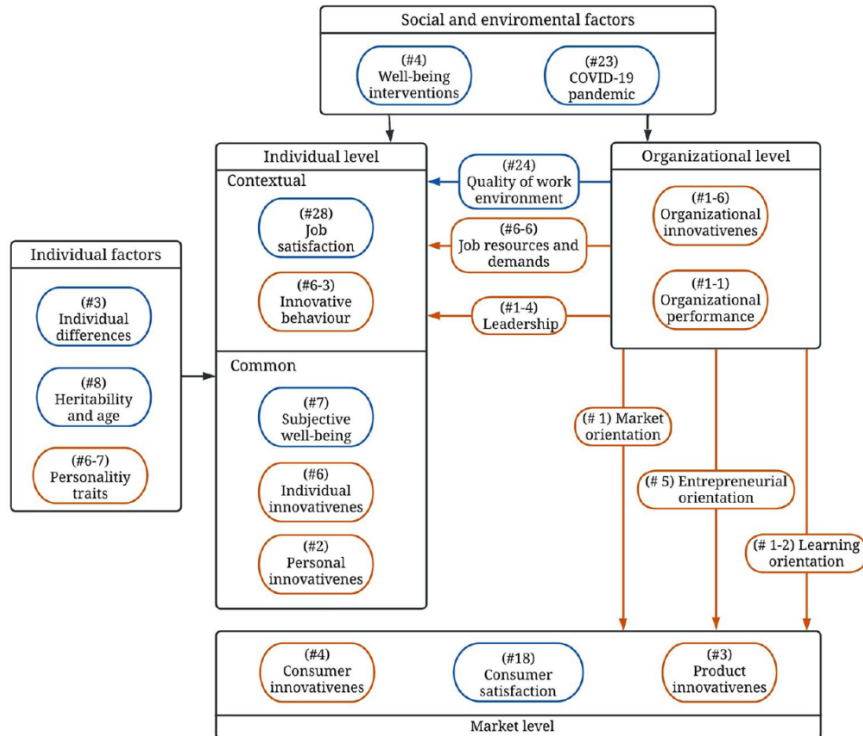 Social and enviromental factors
(#4)
Well-being
interventions
(#23)
COVID-19
pandemic
Individual level
Contextual
(#28)
Job
satisfaction
(#6-3)
Innovative
behaviour
Common
(#7)
Subjective
well-being
(#6)
Individual
innovativenes
(#2)
Personal
innovativenes
(#24)
Quality of work
environment
(#6-6)
Job resources and
demands
(#1-4)
Leadership
Organizational level
(#1-6)
Organizational
innovativenes
(#1-1)
Organizational
performance
Individual factors
(#3)
Individual
differences
(#8)
Heritability
and age
(#6-7)
Personalitiy
traits
(# 1) Market
orientation
(# 5) Entrepreneurial
orientation
(# 1-2) Learning
orientation
(#4)
Consumer
innovativenes
(#18)
Consumer
satisfaction
(#3)
Product
innovativenes
Market level